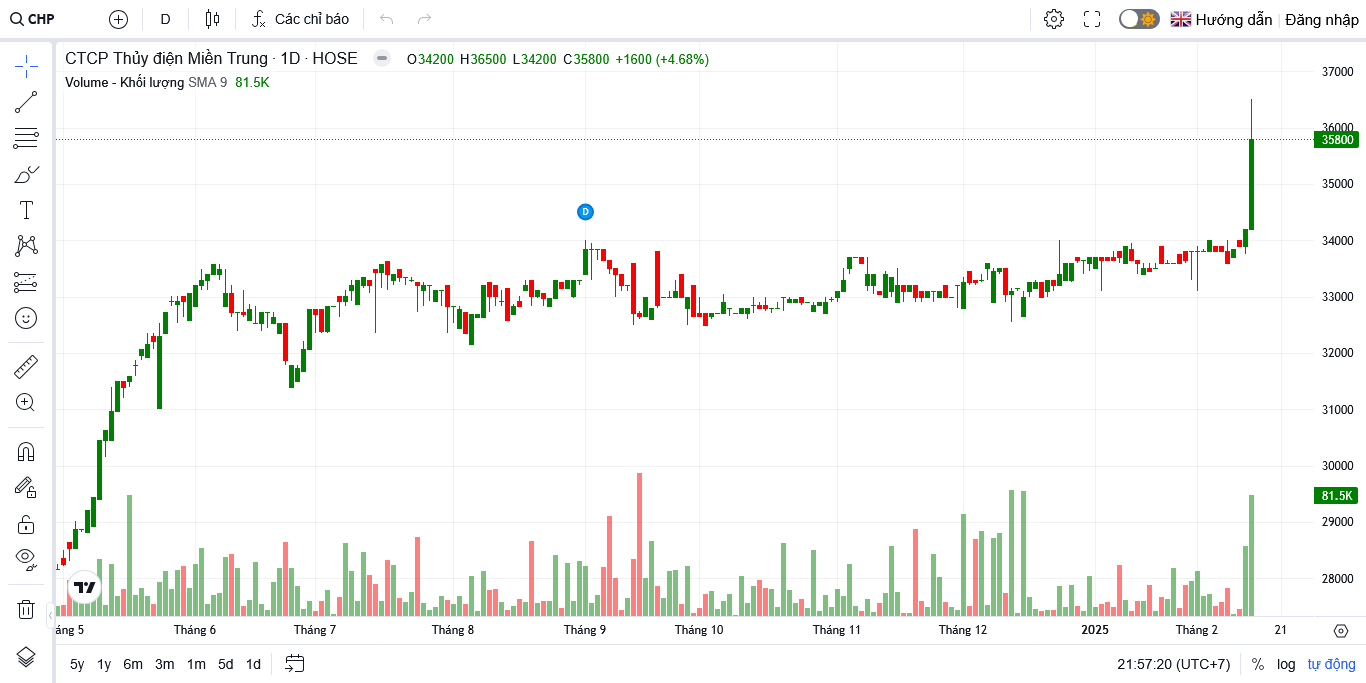 CHP D Các chỉ báo Hướng dẫn Đăng nhập
CTCP Thủy điện Miền Trung · 1D · HOSE O34200 H36500 L34200 C35800 +1600 (+4.68%)
Volume - Khối lượng SMA 9 81.5K
37000
36000
35800
35000
D
34000
33000
32000
31000
30000
81.5K
29000
28000
áng 5 Tháng 6 Tháng 7 Tháng 8 Tháng 9 Tháng 10 Tháng 11 Tháng 12 2025 Tháng 2 21
5y 1y 6m 3m 1m 5d 1d 21:57:20 (UTC+7) % log tự động